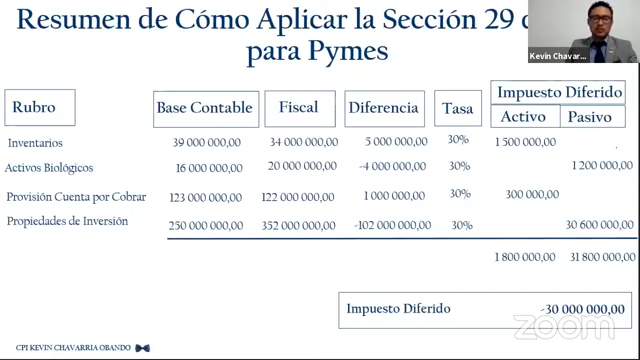 Resumen de Cómo Aplicar la Sección 29
para Pymes
Kevin Chavarr...
Rubro Base Contable Fiscal Diferencia Tasa Impuesto Diferido
Activo Pasivo
Inventarios 39 000 000,00 34 000 000,00 5 000 000,00 30% 1 500 000,00
Activos Biológicos 16 000 000,00 20 000 000,00 -4 000 000,00 30% 1 200 000,00
Provisión Cuenta por Cobrar 123 000 000,00 122 000 000,00 1 000 000,00 30% 300 000,00
Propiedades de Inversión 250 000 000,00 352 000 000,00 -102 000 000,00 30% 30 600 000,00
1 800 000,00 31 800 000,00
Impuesto Diferido -30 000 000,00
zoom
CPI KEVIN CHAVARRIA OBANDO